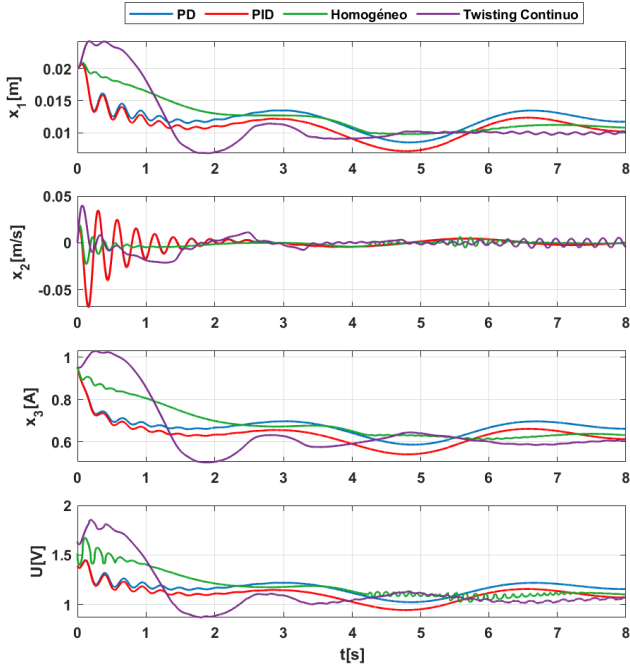 PD PID Homogéneo Twisting Continuo
0.020
0.015
0.01
x₁[m]
0 1 2 3 4 5 6 7 8
0.05
0
-0.05
x₂[m/s]
0 1 2 3 4 5 6 7 8
1
0.8
0.6
x₃[A]
0 1 2 3 4 5 6 7 8
2
1.5
1
U[V]
0 1 2 3 4 5 6 7 8
t[s]